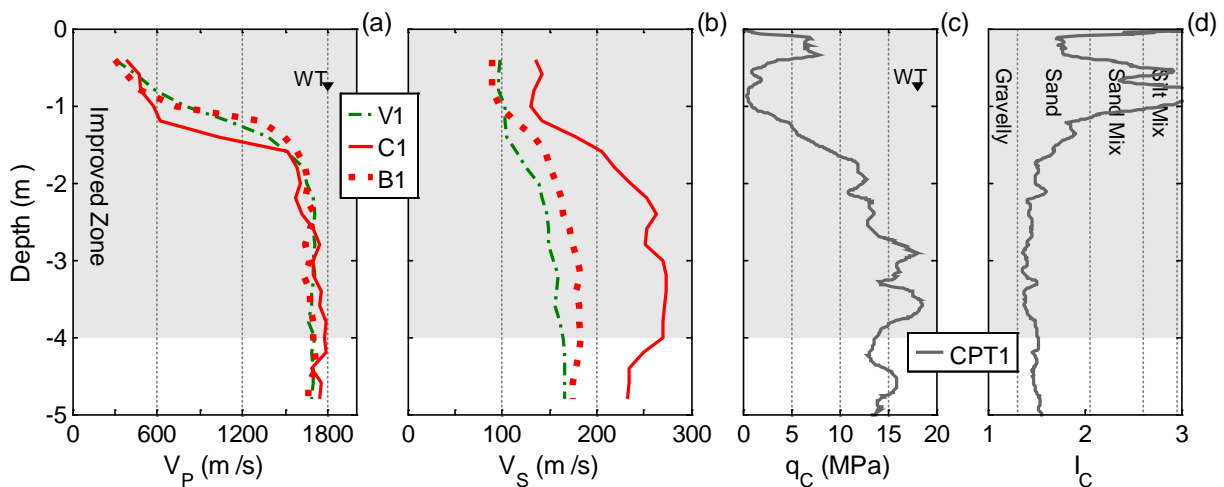 (a)
(b)
(c)
(d)
0
-1
-2
-3
-4
-5
Depth (m )
Improved Zone
WT
V1
C1
B1
WT
Gravelly
Sand
Sand Mix
Silt Mix
CPT1
0 600 1200 1800
0 100 200 300
0 5 10 15 20
1 2 3
V_P (m /s)
V_S (m /s)
q_C (MPa)
I_C